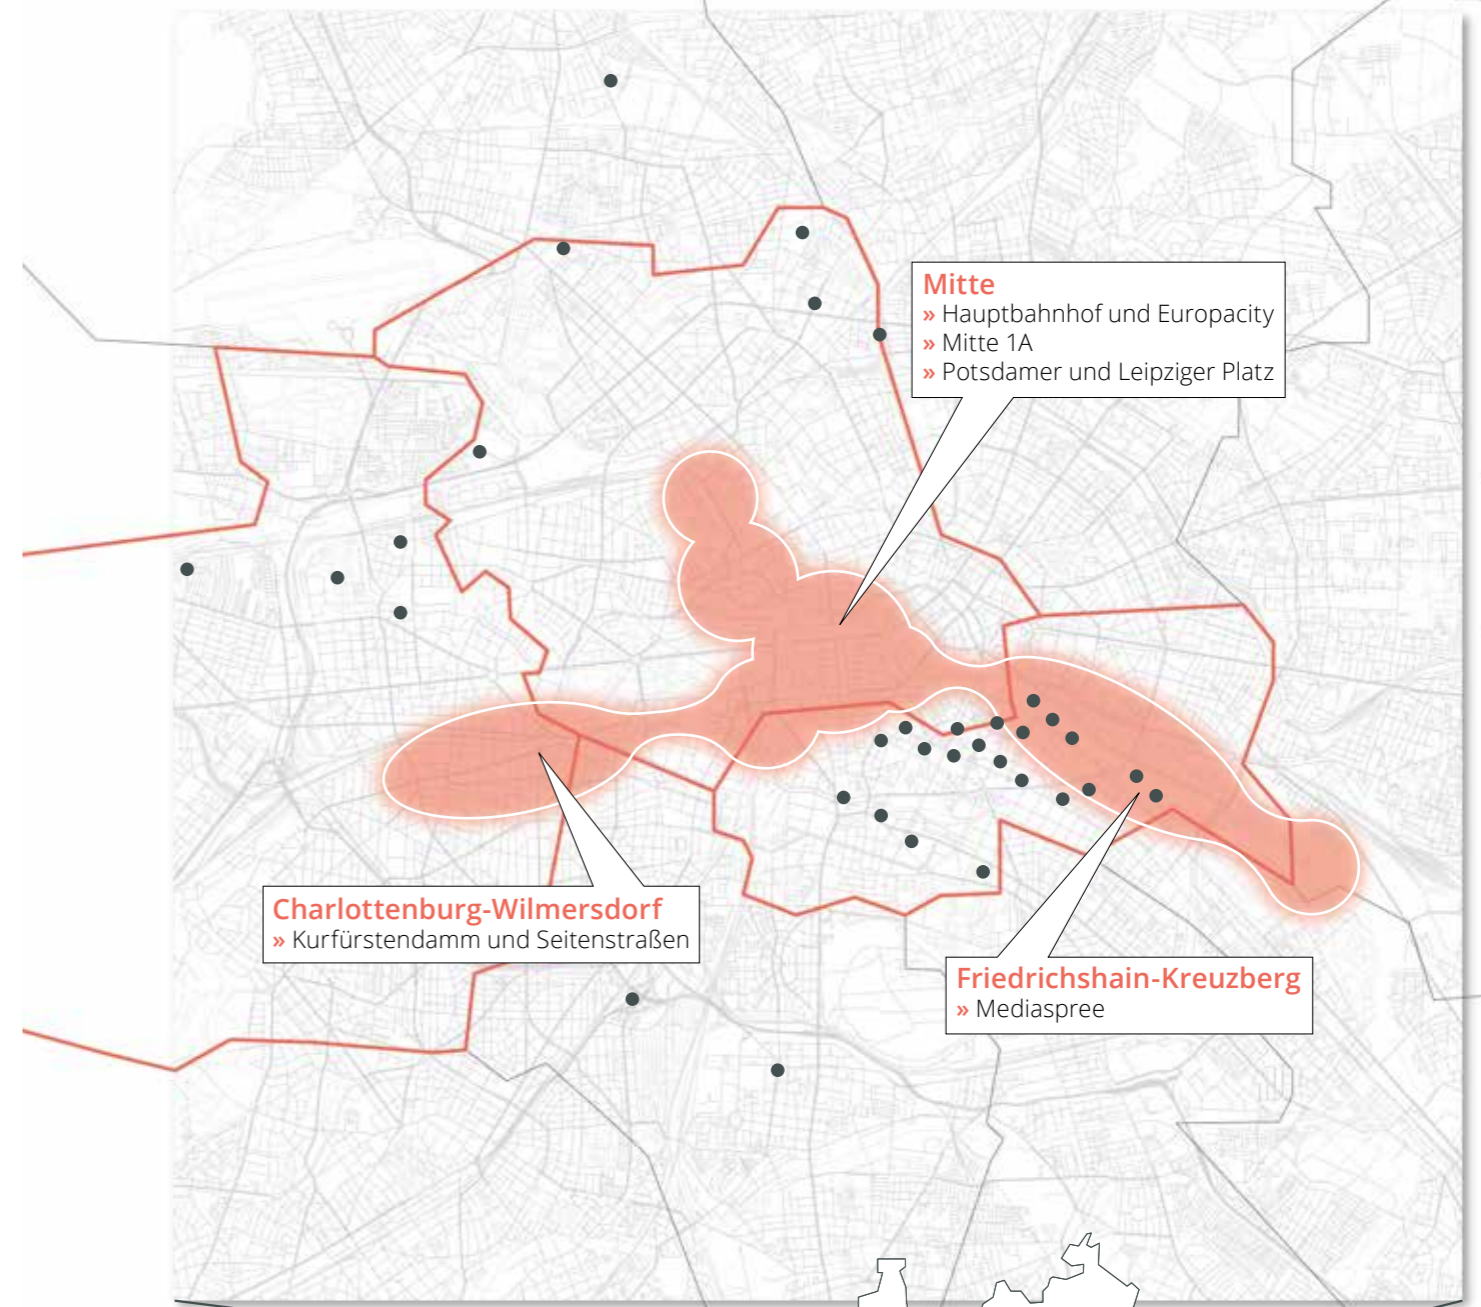 Mitte
» Hauptbahnhof und Europacity
» Mitte 1A
» Potsdamer und Leipziger Platz
Charlottenburg-Wilmersdorf
» Kurfürstendamm und Seitenstraßen
Friedrichshain-Kreuzberg
» Mediaspree